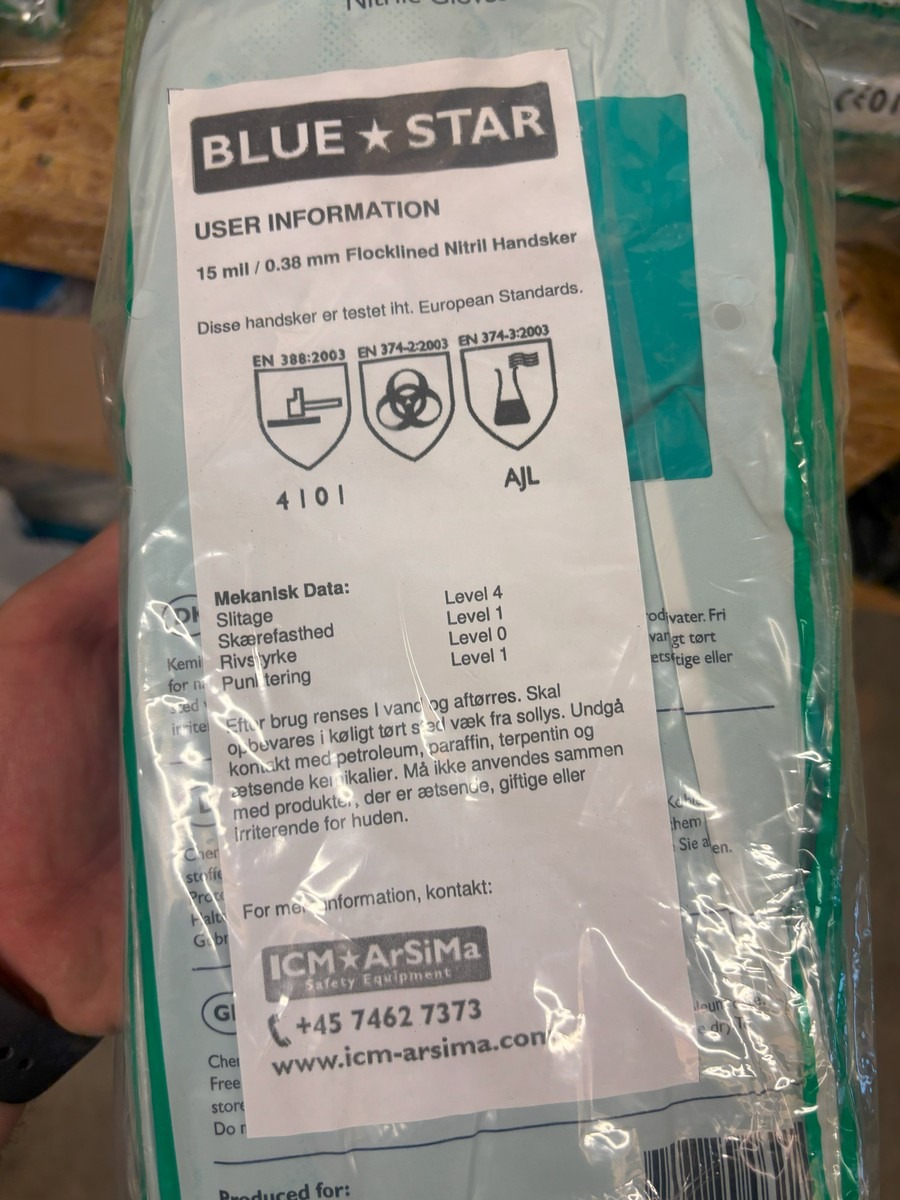 BLUE ★ STAR
USER INFORMATION
15 mil / 0.38 mm Flocklined Nitril Handsker
Disse handsker er testet iht. European Standards.
EN 388:2003 EN 374-2:2003 EN 374-3:2003
4101 AJL
Mekanisk Data:
Slitage Level 4
Skærefasthed Level 1
Rivstyrke Level 0
Punktering Level 1
Efter brug renses I vand og aftørres. Skal
opbevares i køligt tørt sted væk fra sollys. Undgå
kontakt med petroleum, paraffin, terpentin og
ætsende kemikalier. Må ikke anvendes sammen
med produkter, der er ætsende, giftige eller
irriterende for huden.
For mere information, kontakt:
ICM★ArSiMa
Safety Equipment
+45 7462 7373
www.icm-arsima.com
Produced for: